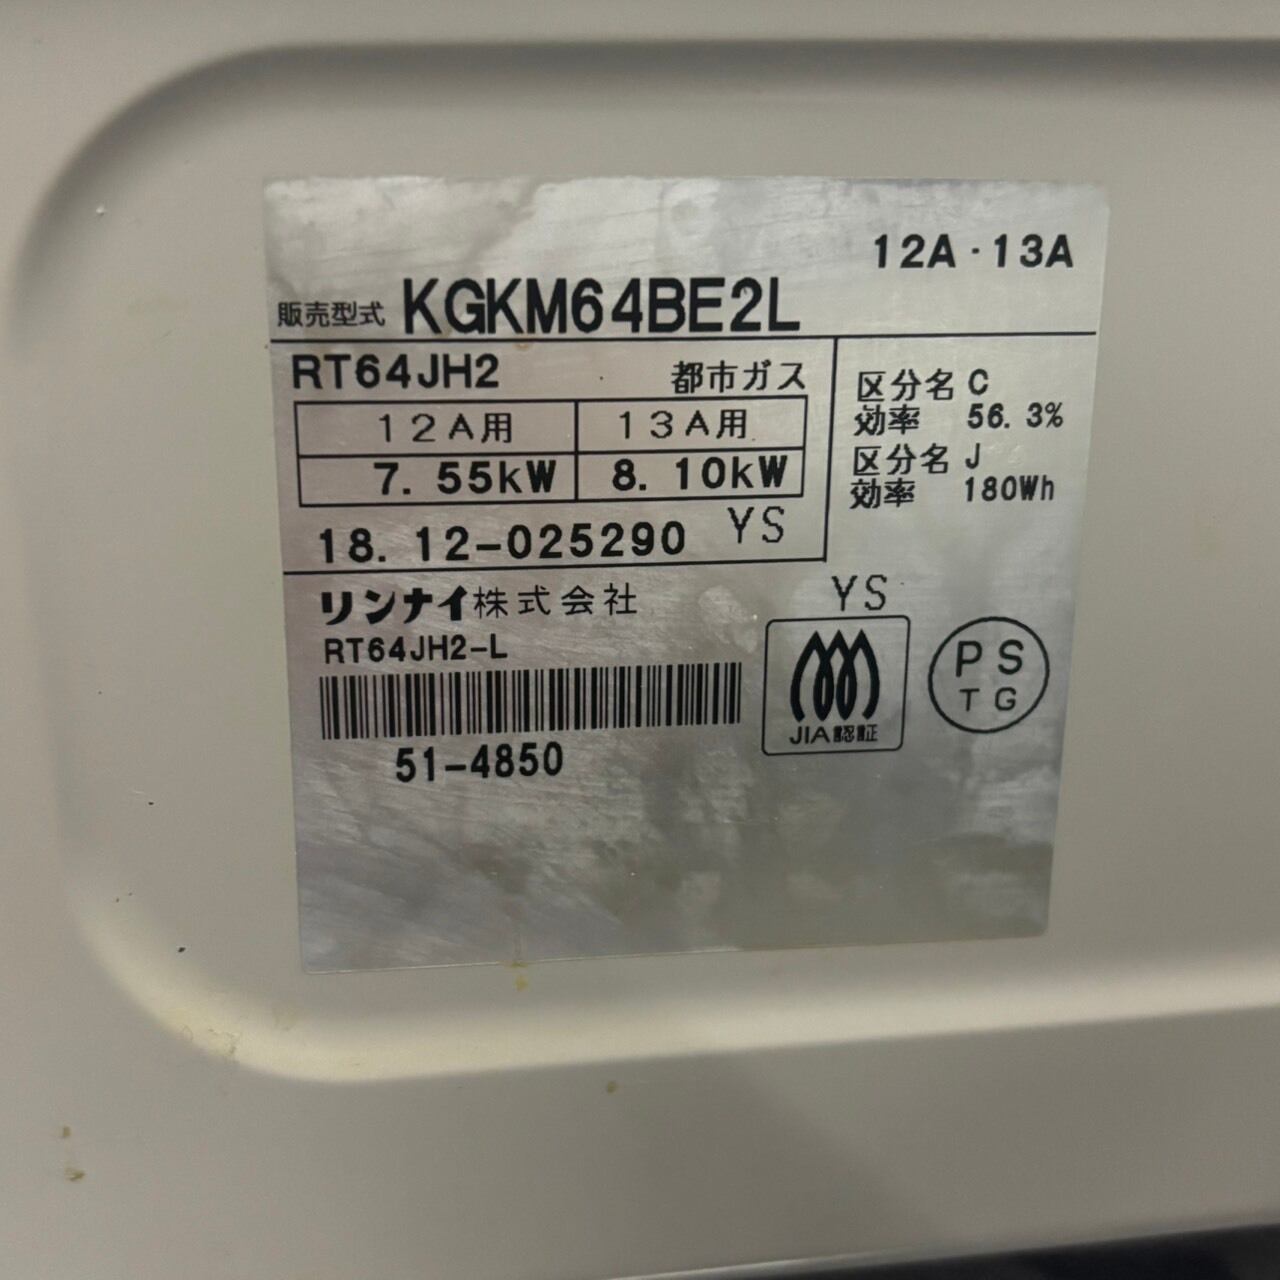 12A・13A
販売型式 KGKM64BE2L
RT64JH2 都市ガス
12A用 13A用
7.55kW 8.10kW
18.12-025290 YS
区分名 C
効率 56.3%
区分名 J
効率 180Wh
リンナイ株式会社
RT64JH2-L
51-4850
YS
JIA認証
PS
TG